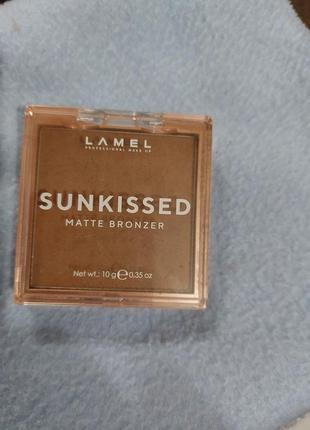 LAMEL
PROFESSIONAL MAKE UP
SUNKISSED
MATTE BRONZER
Net wt.: 10 g ℮ 0,35 oz